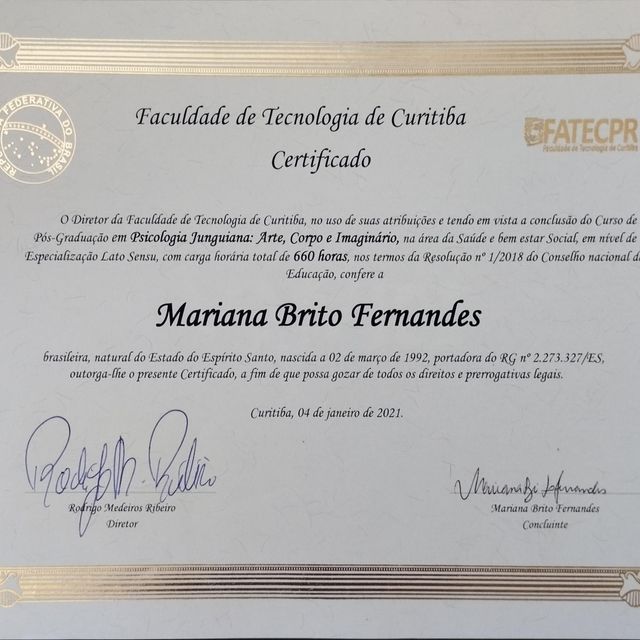 Faculdade de Tecnologia de Curitiba
Certificado
FEDERATIVA DO BRASIL
FATECPR
Faculdade de Tecnologia de Curitiba
O Diretor da Faculdade de Tecnologia de Curitiba, no uso de suas atribuições e tendo em vista a conclusão do Curso de
Pós-Graduação em Psicologia Junguiana: Arte, Corpo e Imaginário, na área da Saúde e bem estar Social, em nível de
Especialização Lato Sensu, com carga horária total de 660 horas, nos termos da Resolução nº 1/2018 do Conselho nacional
Educação, confere a
Mariana Brito Fernandes
brasileira, natural do Estado do Espírito Santo, nascida a 02 de março de 1992, portadora do RG nº 2.273.327/ES,
outorga-lhe o presente Certificado, a fim de que possa gozar de todos os direitos e prerrogativas legais.
Curitiba, 04 de janeiro de 2021.
Rodrigo Medeiros Ribeiro
Diretor
Mariana Brito Fernandes
Concluinte